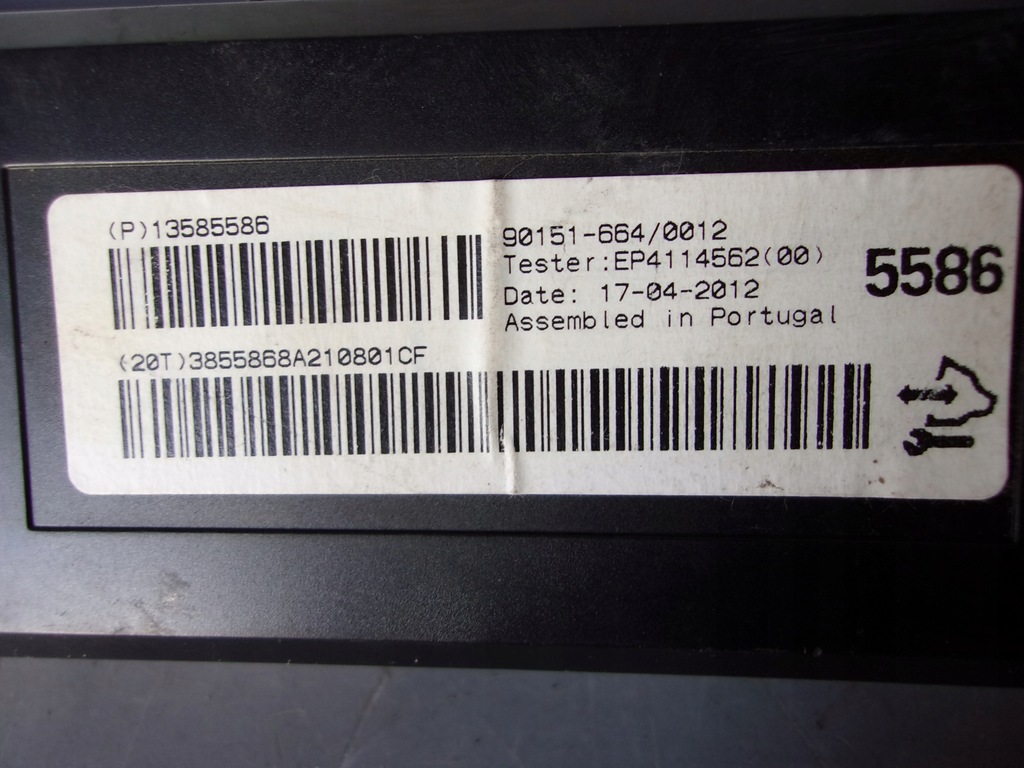 (P)13585586
(20T)3855868A210801CF
90151-664/0012
Tester:EP4114562(00)
Date: 17-04-2012
Assembled in Portugal
5586